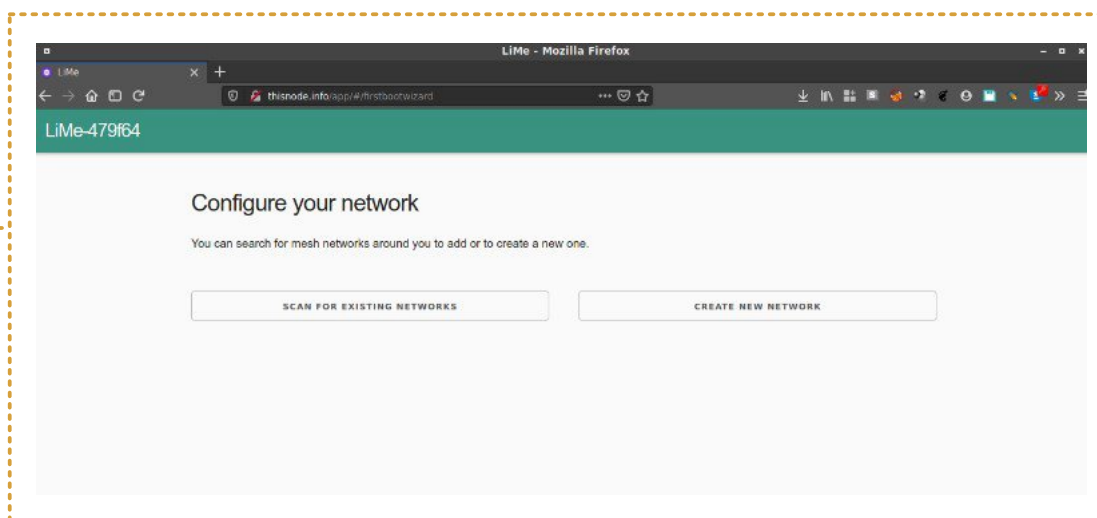 LiMe - Mozilla Firefox
LiMe
thisnode.info/app/#/firstbootwizard
LiMe-479f64
Configure your network
You can search for mesh networks around you to add or to create a new one.
SCAN FOR EXISTING NETWORKS
CREATE NEW NETWORK